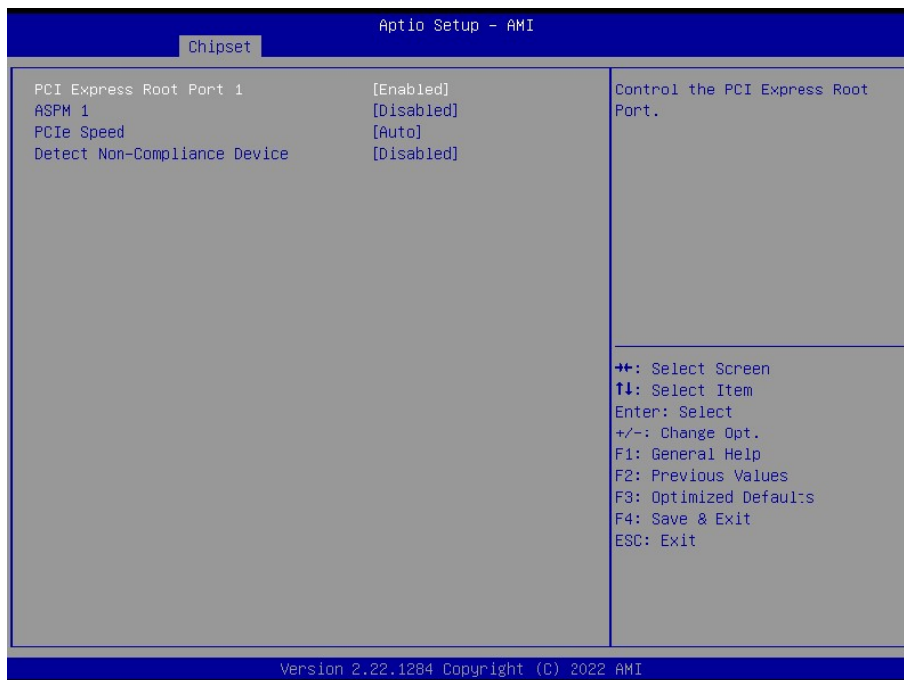 Aptio Setup – AMI
Chipset
PCI Express Root Port 1 [Enabled]
ASPM 1 [Disabled]
PCIe Speed [Auto]
Detect Non-Compliance Device [Disabled]
Control the PCI Express Root
Port.
→←: Select Screen
↑↓: Select Item
Enter: Select
+/-: Change Opt.
F1: General Help
F2: Previous Values
F3: Optimized Defaults
F4: Save & Exit
ESC: Exit
Version 2.22.1284 Copyright (C) 2022 AMI